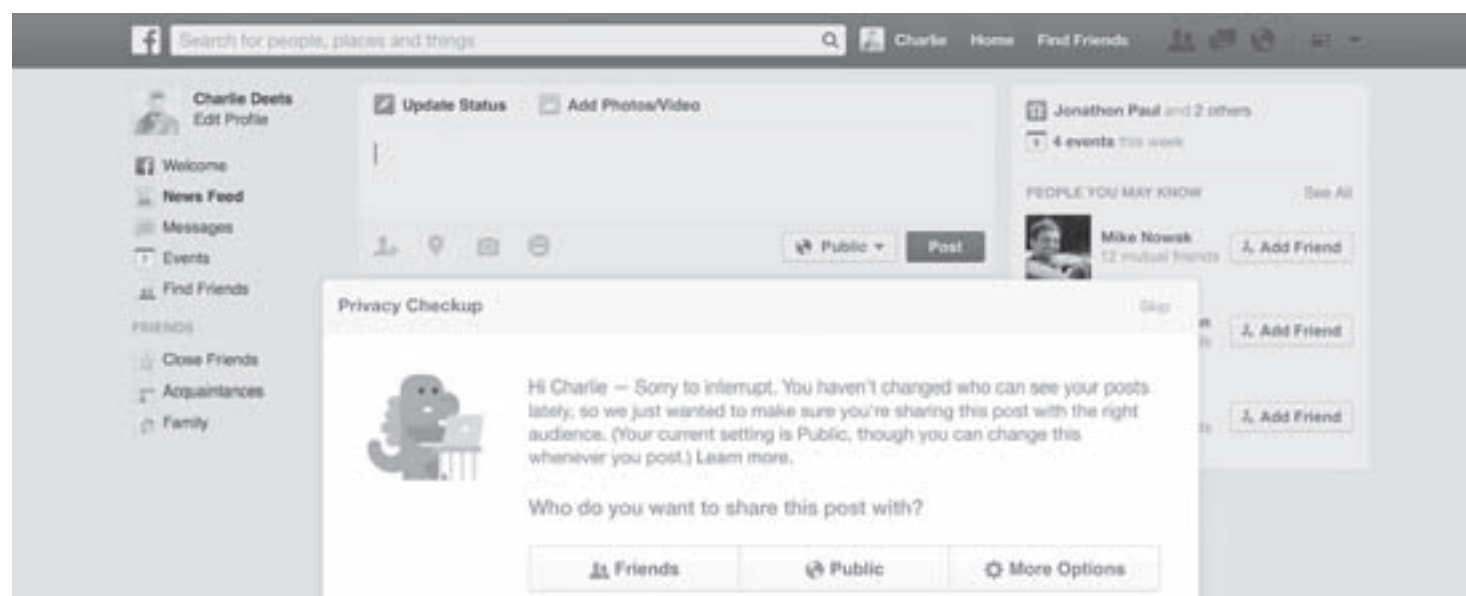 Search for people, places and things
Charlie Home Find Friends
Charlie Deets
Edit Profile
Welcome
News Feed
Messages
Events
Find Friends
FRIENDS
Close Friends
Acquaintances
Family
Update Status Add Photos/Video
Public Post
Jonathon Paul and 2 others
4 events this week
PEOPLE YOU MAY KNOW See All
Mike Nowak
12 mutual friends
Add Friend
Add Friend
Add Friend
Privacy Checkup Skip
Hi Charlie — Sorry to interrupt. You haven't changed who can see your posts
lately, so we just wanted to make sure you're sharing this post with the right
audience. (Your current setting is Public, though you can change this
whenever you post.) Learn more.
Who do you want to share this post with?
Friends Public More Options